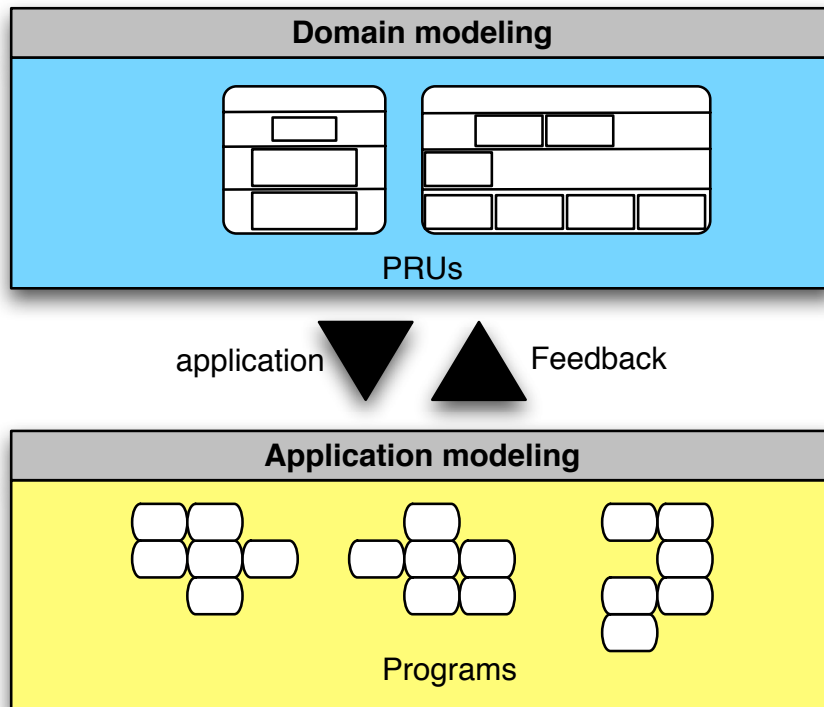 Domain modeling
PRUs
application
Feedback
Application modeling
Programs